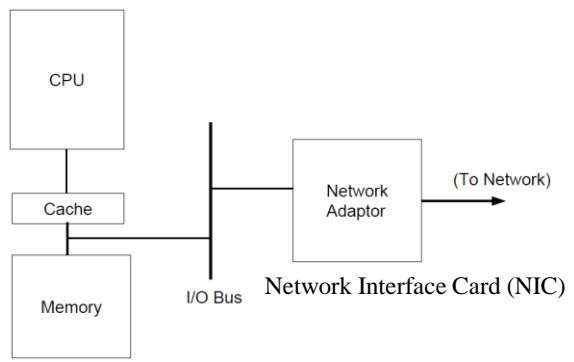 CPU
Cache
Memory
I/O Bus
Network
Adaptor
(To Network)
Network Interface Card (NIC)